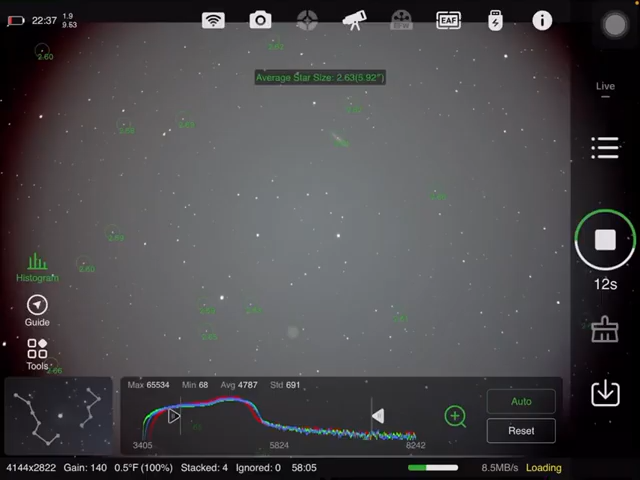 22:37
1.9
9.53
EAF
2.60
Average Star Size: 2.63(5.92")
Live
Histogram
Guide
12s
Tools
Max 65534 Min 68 Avg 4787 Std 691
Auto
Reset
3405 5824 8242
4144x2822 Gain: 140 0.5°F (100%) Stacked: 4 Ignored: 0 58:05 8.5MB/s Loading